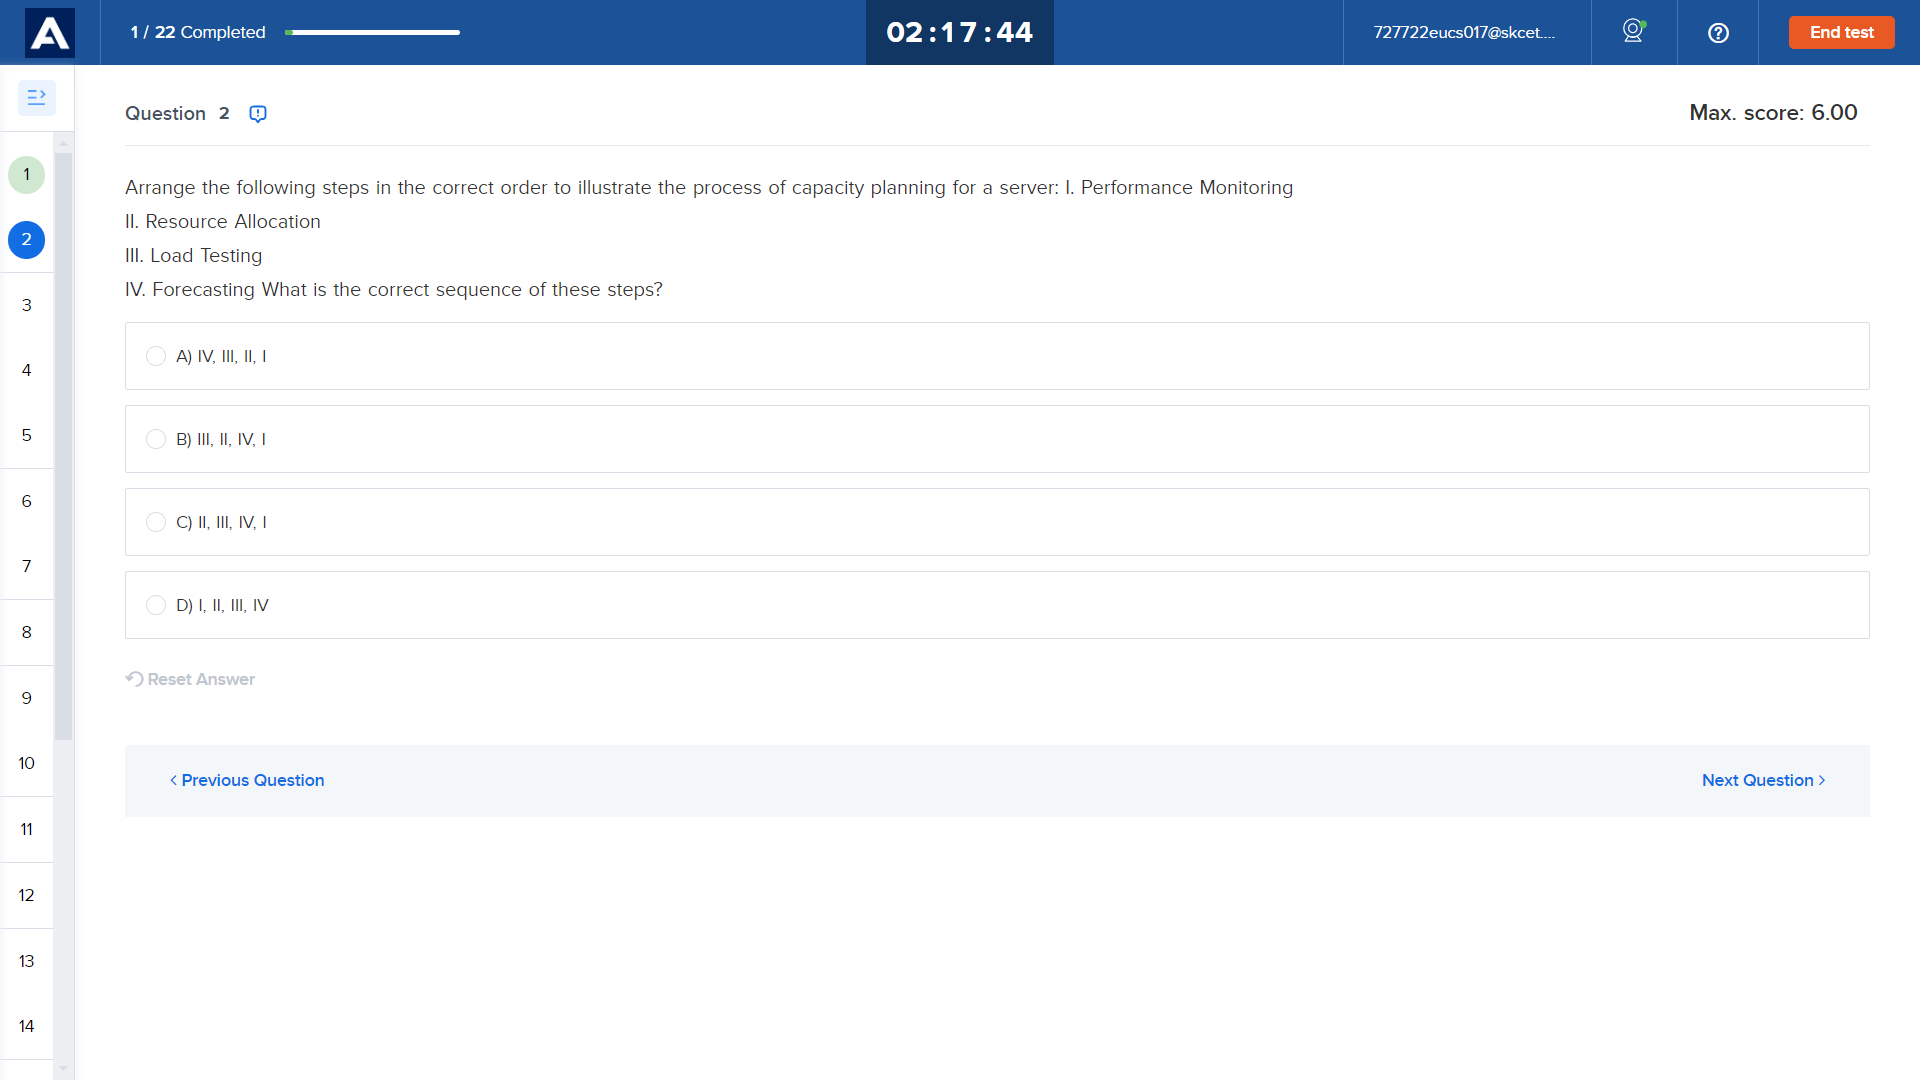 1 / 22 Completed
02 : 17 : 44
727722eucs017@skcet....
End test
Question 2
Max. score: 6.00
Arrange the following steps in the correct order to illustrate the process of capacity planning for a server: I. Performance Monitoring
II. Resource Allocation
III. Load Testing
IV. Forecasting What is the correct sequence of these steps?
A) IV, III, II, I
B) III, II, IV, I
C) II, III, IV, I
D) I, II, III, IV
Reset Answer
< Previous Question
Next Question >
1
2
3
4
5
6
7
8
9
10
11
12
13
14